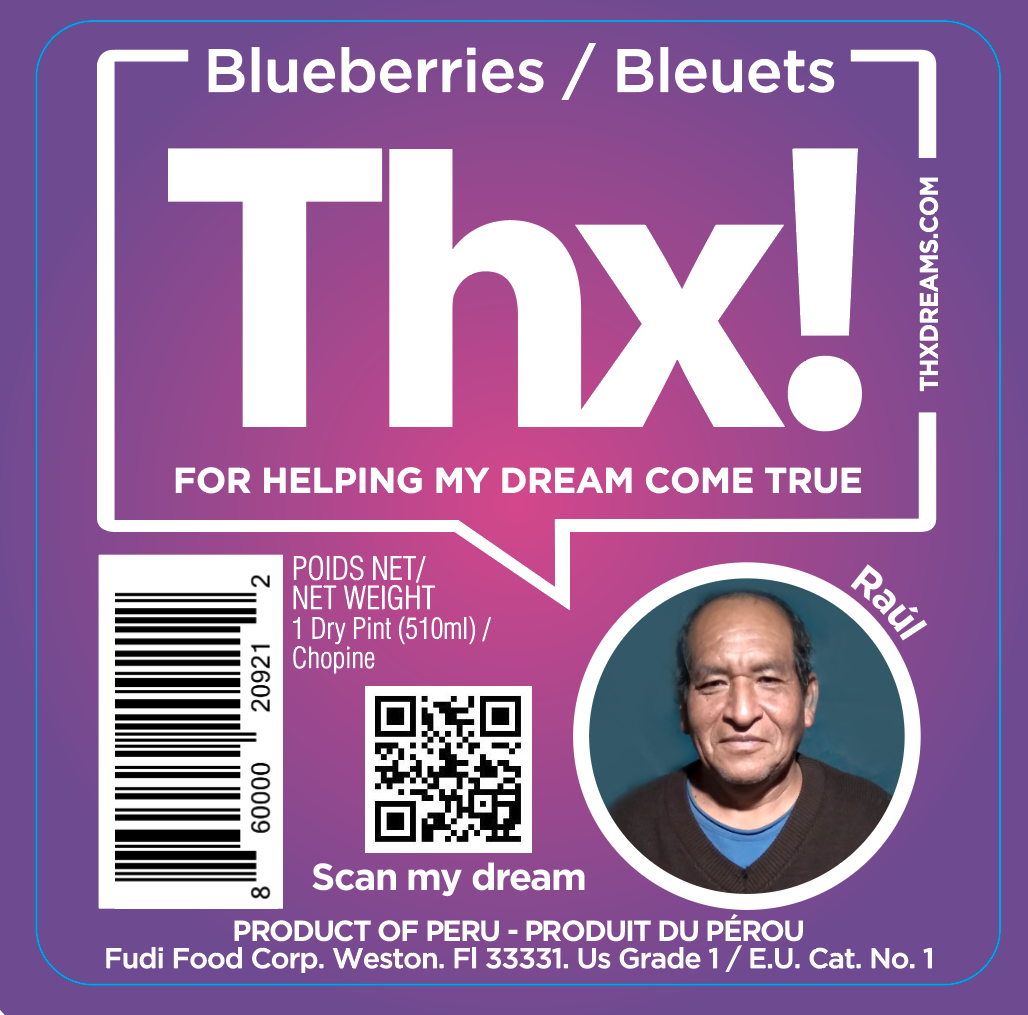 Blueberries / Bleuets
Thx!
THXDREAMS.COM
FOR HELPING MY DREAM COME TRUE
POIDS NET/
NET WEIGHT
1 Dry Pint (510ml) /
Chopine
8 60000 20921 2
Raúl
Scan my dream
PRODUCT OF PERU - PRODUIT DU PÉROU
Fudi Food Corp. Weston. Fl 33331. Us Grade 1 / E.U. Cat. No. 1